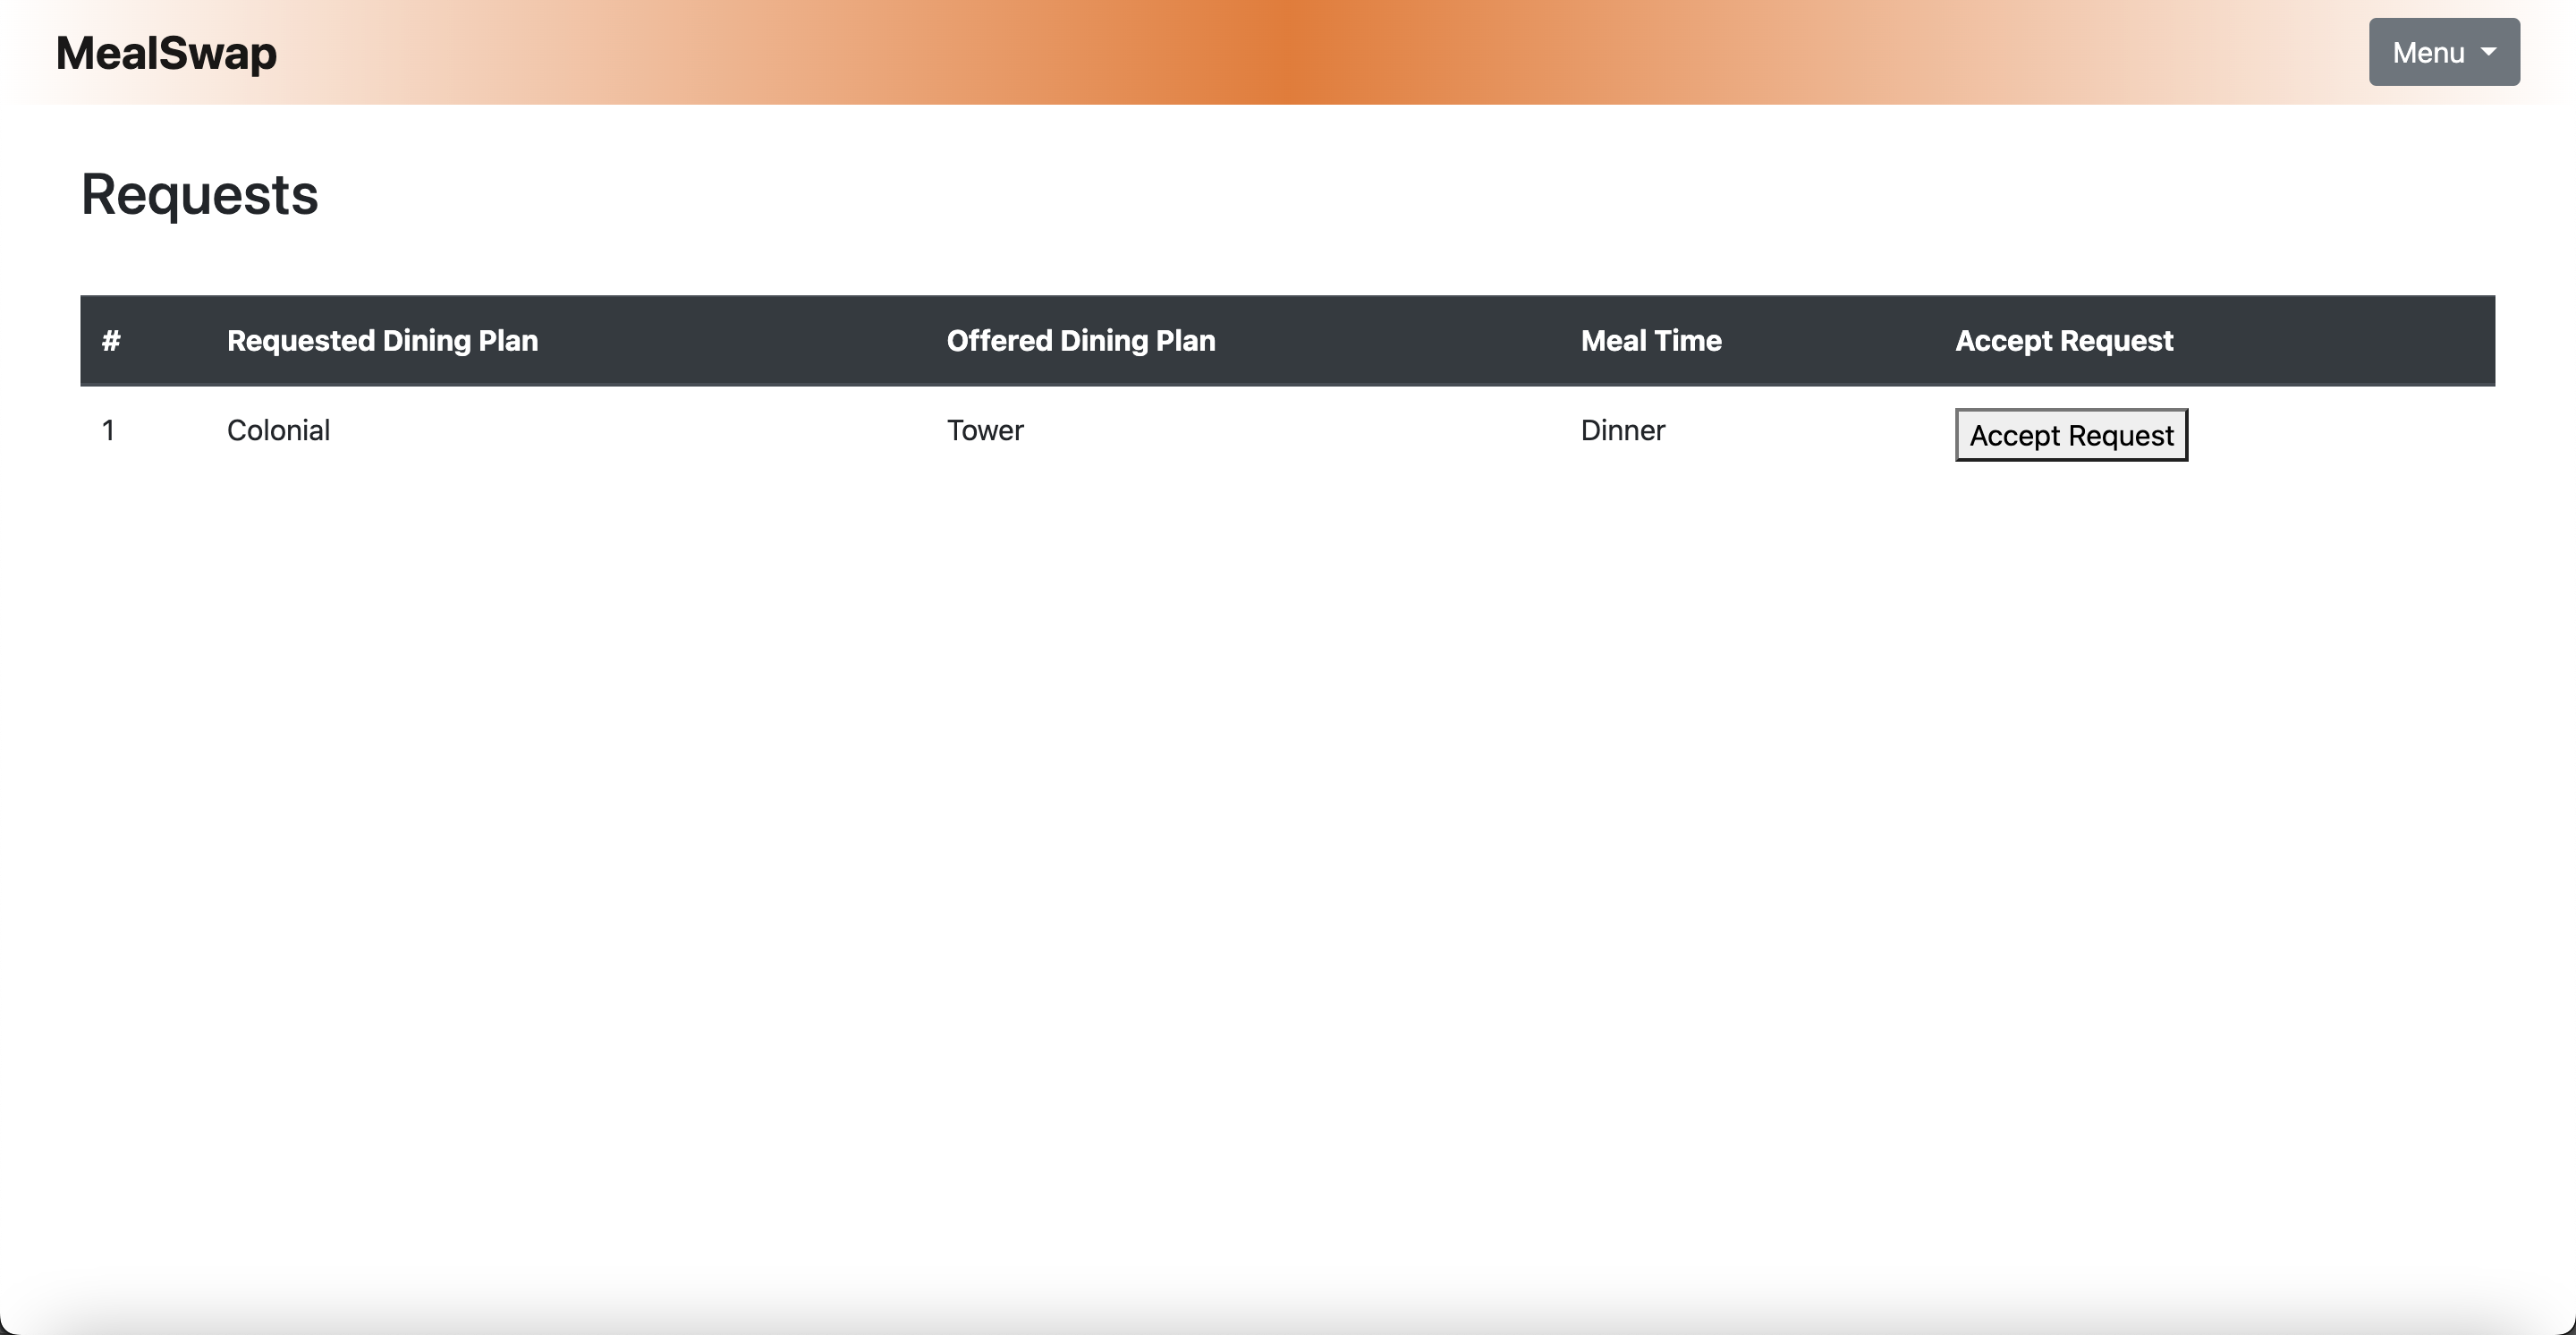 MealSwap
Menu
Requests
# Requested Dining Plan Offered Dining Plan Meal Time Accept Request
1 Colonial Tower Dinner Accept Request